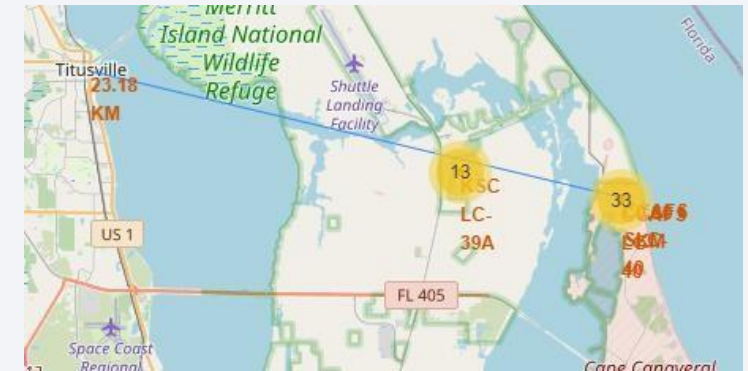 Merritt
Island National
Wildlife
Refuge
Florida
Titusville
23.18
KM
Shuttle
Landing
Facility
13
KSC
LC-
39A
33
40
US 1
FL 405
Space Coast
Regional
Cape Canaveral